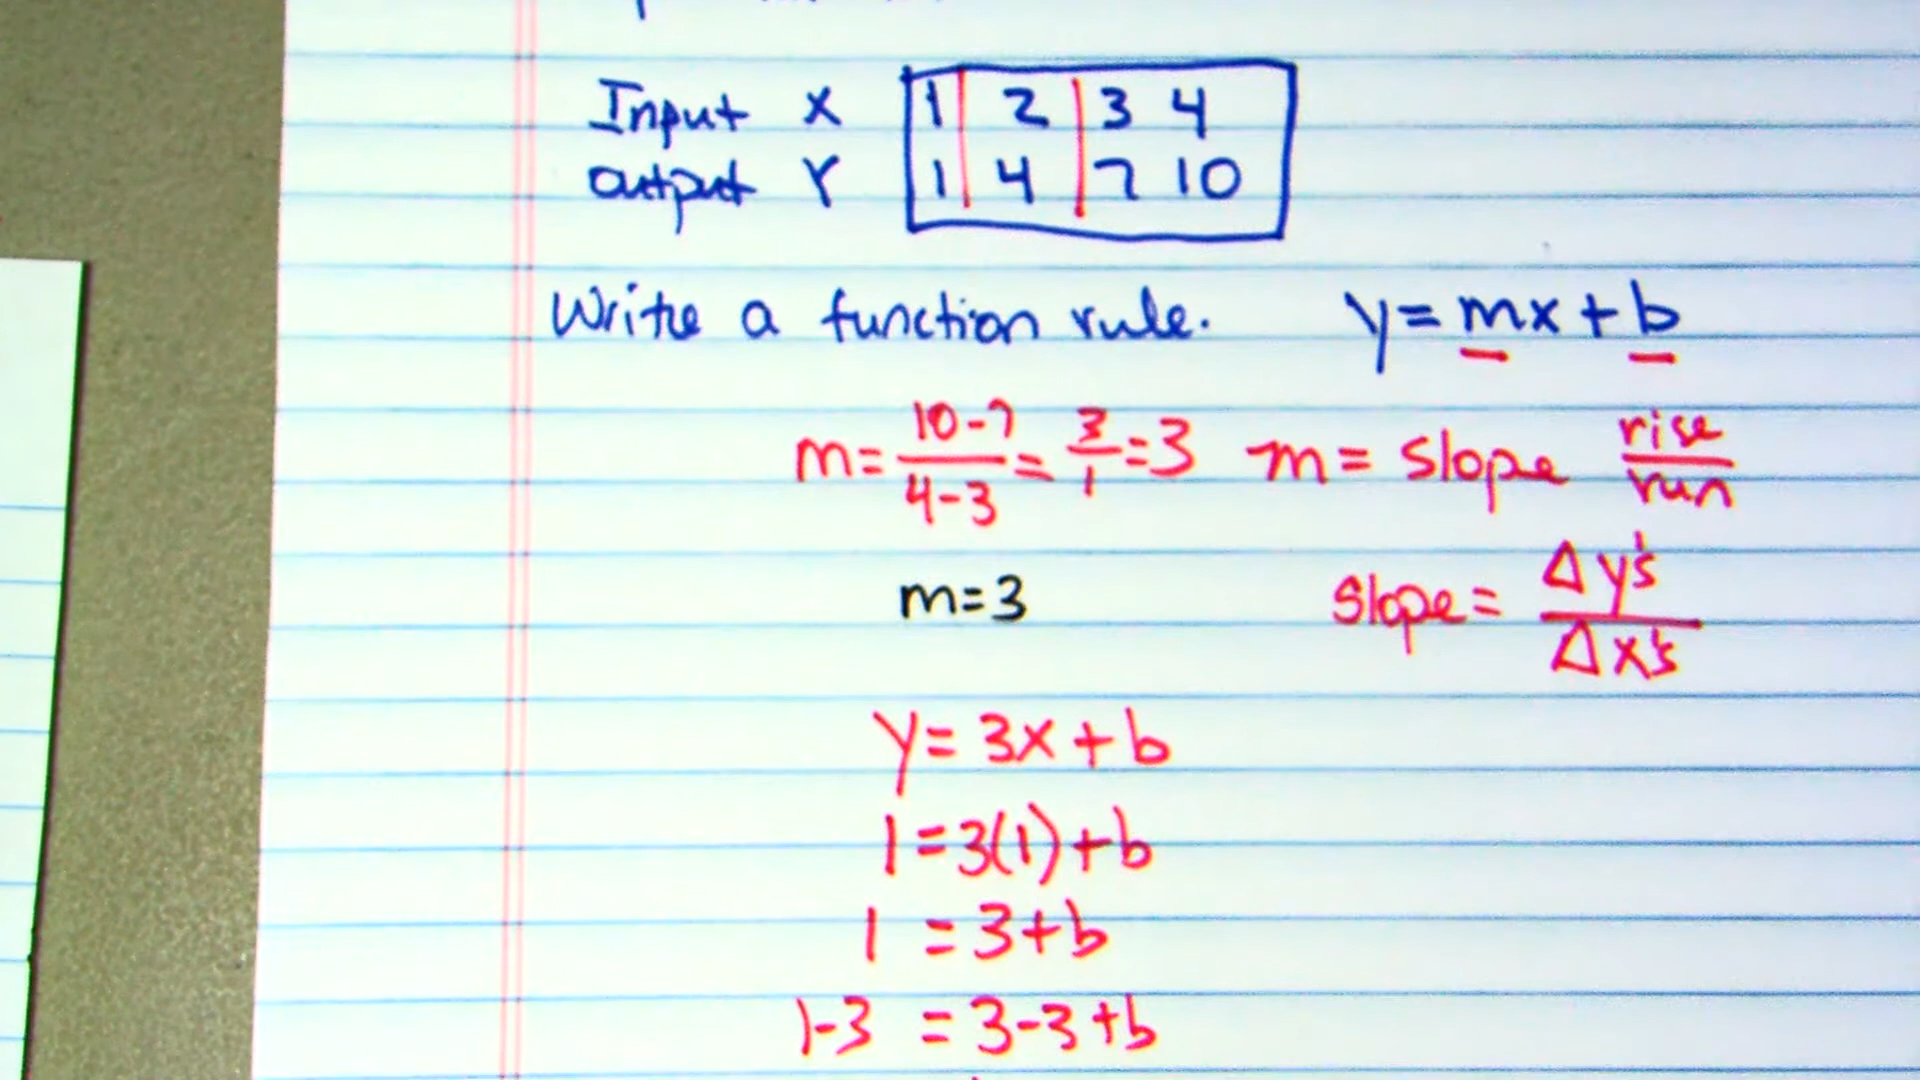 Input x 1 2 3 4
output Y 1 4 7 10
Write a function rule. y = mx + b
m = 10-7/4-3 = 3/1 = 3 m = slope rise/run
m = 3 slope = Δy's/Δx's
y = 3x + b
1 = 3(1) + b
1 = 3 + b
1-3 = 3-3 + b